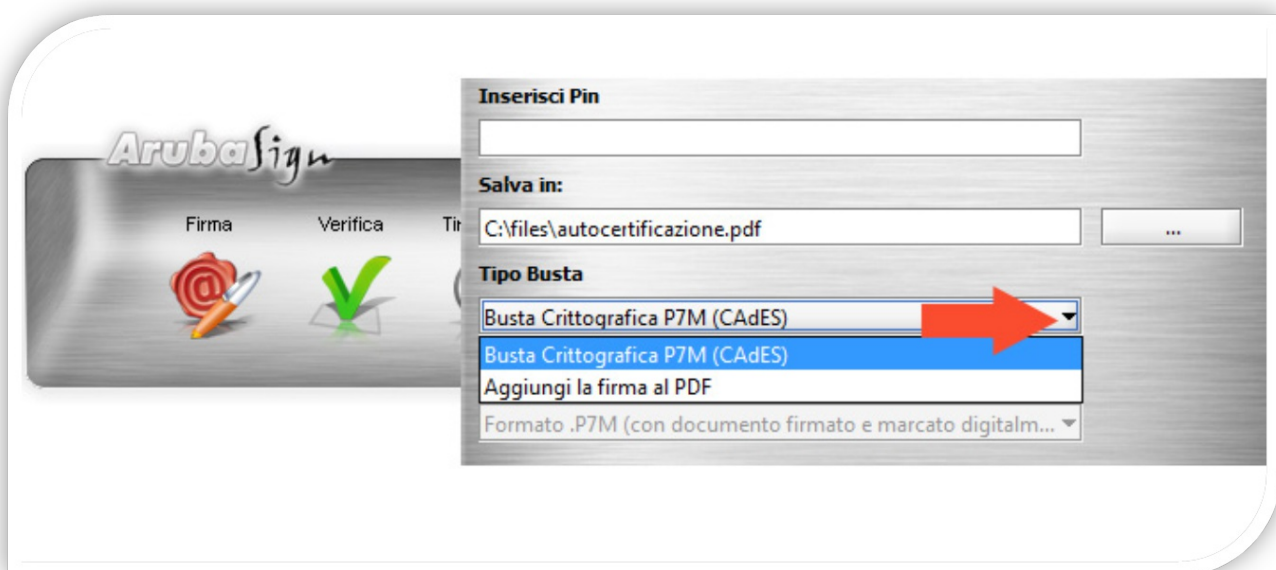 ArubaSign
Firma
Verifica
Inserisci Pin
Salva in:
C:\files\autocertificazione.pdf
...
Tipo Busta
Busta Crittografica P7M (CAdES)
Busta Crittografica P7M (CAdES)
Aggiungi la firma al PDF
Formato .P7M (con documento firmato e marcato digitalm...